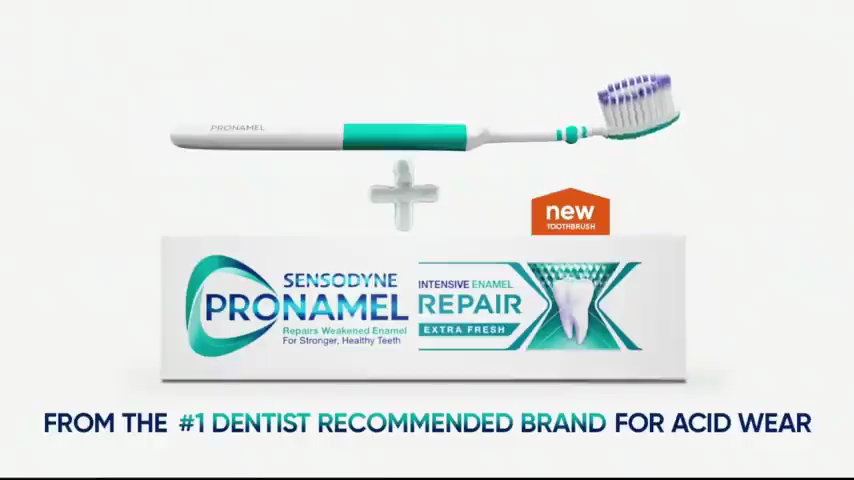 PRONAMEL
new
TOOTHBRUSH
SENSODYNE
PRONAMEL
Repairs Weakened Enamel
For Stronger, Healthy Teeth
INTENSIVE ENAMEL
REPAIR
EXTRA FRESH
FROM THE #1 DENTIST RECOMMENDED BRAND FOR ACID WEAR